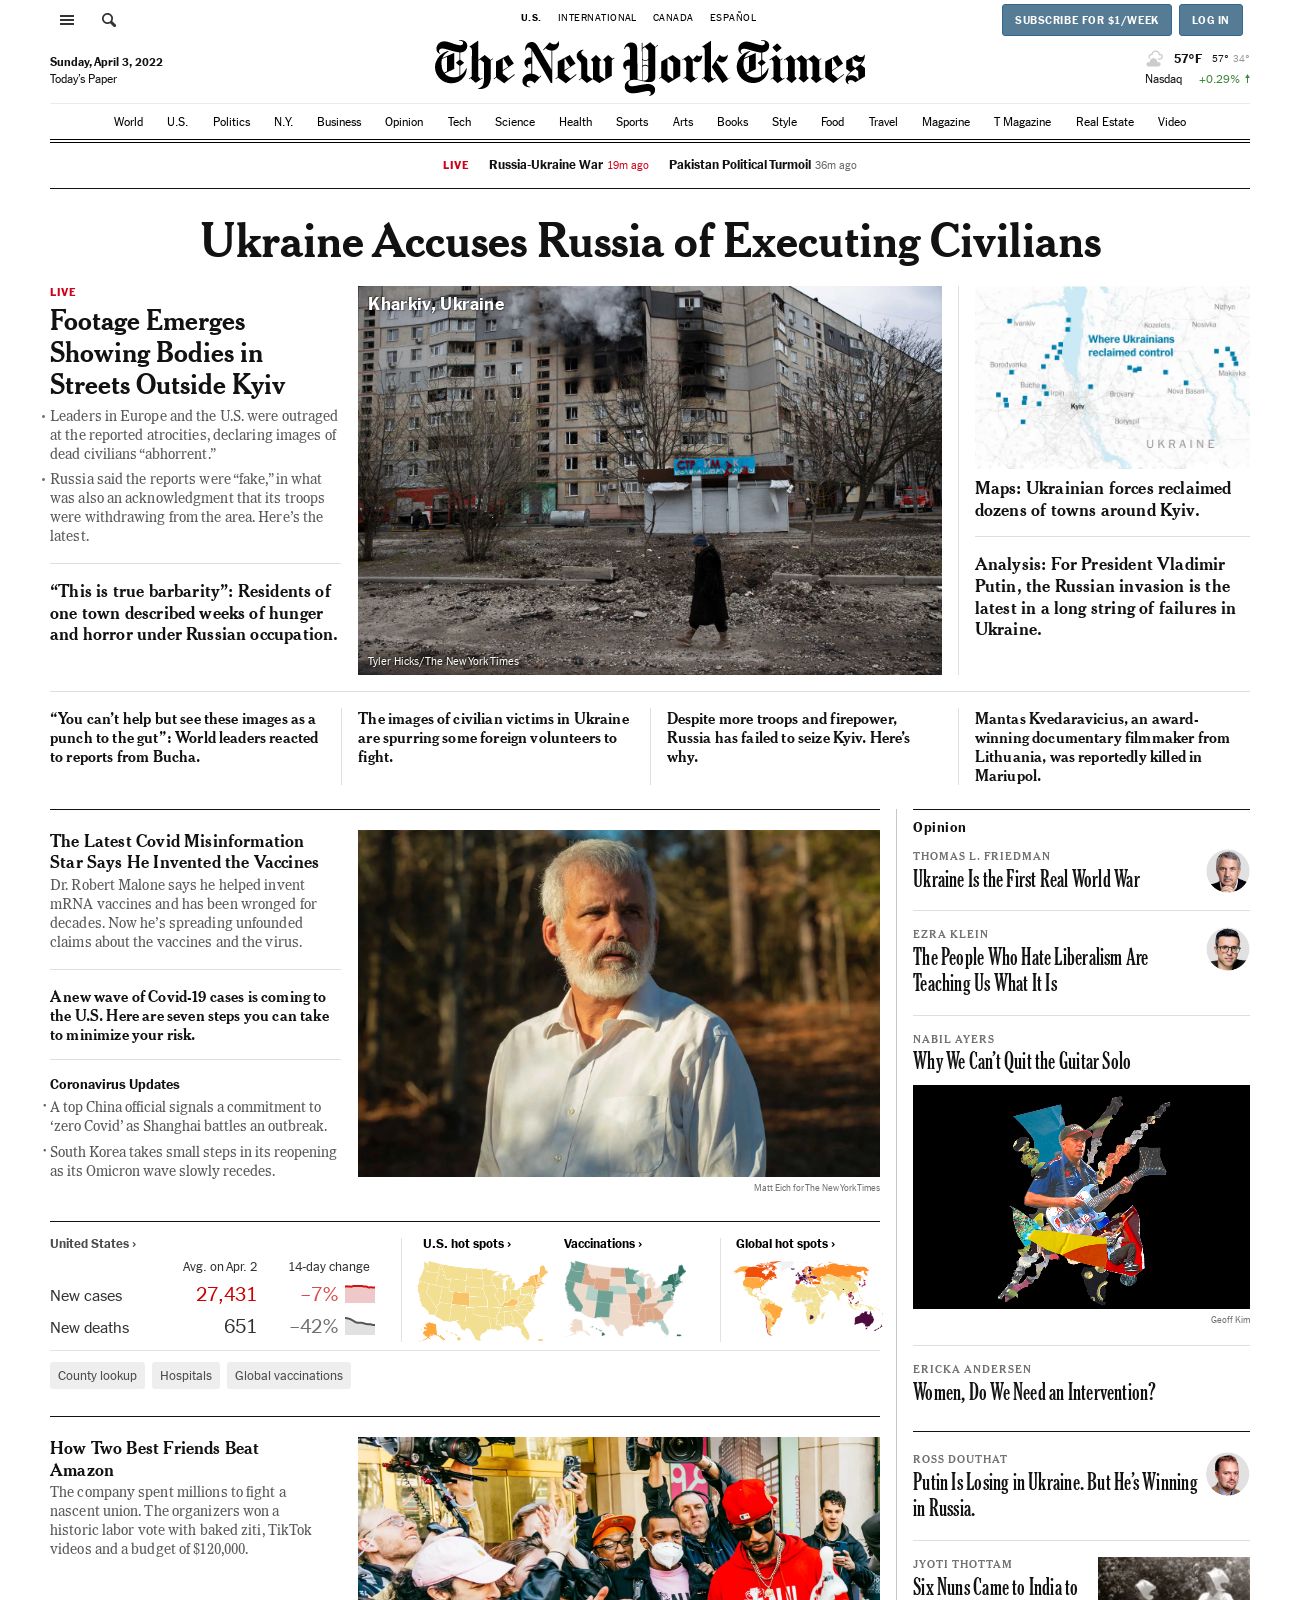 U.S. INTERNATIONAL CANADA ESPAÑOL
SUBSCRIBE FOR $1/WEEK LOG IN
Sunday, April 3, 2022
Today's Paper
The New York Times
57°F 57° 34°
Nasdaq +0.29% ↑
World U.S. Politics N.Y. Business Opinion Tech Science Health Sports Arts Books Style Food Travel Magazine T Magazine Real Estate Video
LIVE Russia-Ukraine War 19m ago Pakistan Political Turmoil 36m ago
Ukraine Accuses Russia of Executing Civilians
LIVE
Footage Emerges
Showing Bodies in
Streets Outside Kyiv
• Leaders in Europe and the U.S. were outraged
at the reported atrocities, declaring images of
dead civilians “abhorrent.”
• Russia said the reports were “fake,” in what
was also an acknowledgment that its troops
were withdrawing from the area. Here’s the
latest.
“This is true barbarity”: Residents of
one town described weeks of hunger
and horror under Russian occupation.
Kharkiv, Ukraine
Tyler Hicks/The New York Times
Nizhyn
Ivankiv
Kozelets
Nosivka
Where Ukrainians
reclaimed control
Borodyanka
Makiivka
Bucha
Irpin
Brovary
Nova Basan
Kyiv
Boryspil
UKRAINE
Maps: Ukrainian forces reclaimed
dozens of towns around Kyiv.
Analysis: For President Vladimir
Putin, the Russian invasion is the
latest in a long string of failures in
Ukraine.
“You can’t help but see these images as a
punch to the gut”: World leaders reacted
to reports from Bucha.
The images of civilian victims in Ukraine
are spurring some foreign volunteers to
fight.
Despite more troops and firepower,
Russia has failed to seize Kyiv. Here’s
why.
Mantas Kvedaravicius, an award-
winning documentary filmmaker from
Lithuania, was reportedly killed in
Mariupol.
The Latest Covid Misinformation
Star Says He Invented the Vaccines
Dr. Robert Malone says he helped invent
mRNA vaccines and has been wronged for
decades. Now he’s spreading unfounded
claims about the vaccines and the virus.
A new wave of Covid-19 cases is coming to
the U.S. Here are seven steps you can take
to minimize your risk.
Coronavirus Updates
• A top China official signals a commitment to
‘zero Covid’ as Shanghai battles an outbreak.
• South Korea takes small steps in its reopening
as its Omicron wave slowly recedes.
Matt Eich for The New York Times
United States ›
Avg. on Apr. 2 14-day change
New cases 27,431 –7%
New deaths 651 –42%
U.S. hot spots ›
Vaccinations ›
Global hot spots ›
County lookup Hospitals Global vaccinations
How Two Best Friends Beat
Amazon
The company spent millions to fight a
nascent union. The organizers won a
historic labor vote with baked ziti, TikTok
videos and a budget of $120,000.
Opinion
THOMAS L. FRIEDMAN
Ukraine Is the First Real World War
EZRA KLEIN
The People Who Hate Liberalism Are
Teaching Us What It Is
NABIL AYERS
Why We Can’t Quit the Guitar Solo
Geoff Kim
ERICKA ANDERSEN
Women, Do We Need an Intervention?
ROSS DOUTHAT
Putin Is Losing in Ukraine. But He’s Winning
in Russia.
JYOTI THOTTAM
Six Nuns Came to India to